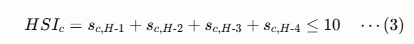 HSI_c = s_{c,H-1} + s_{c,H-2} + s_{c,H-3} + s_{c,H-4} ≤ 10 ⋯(3)